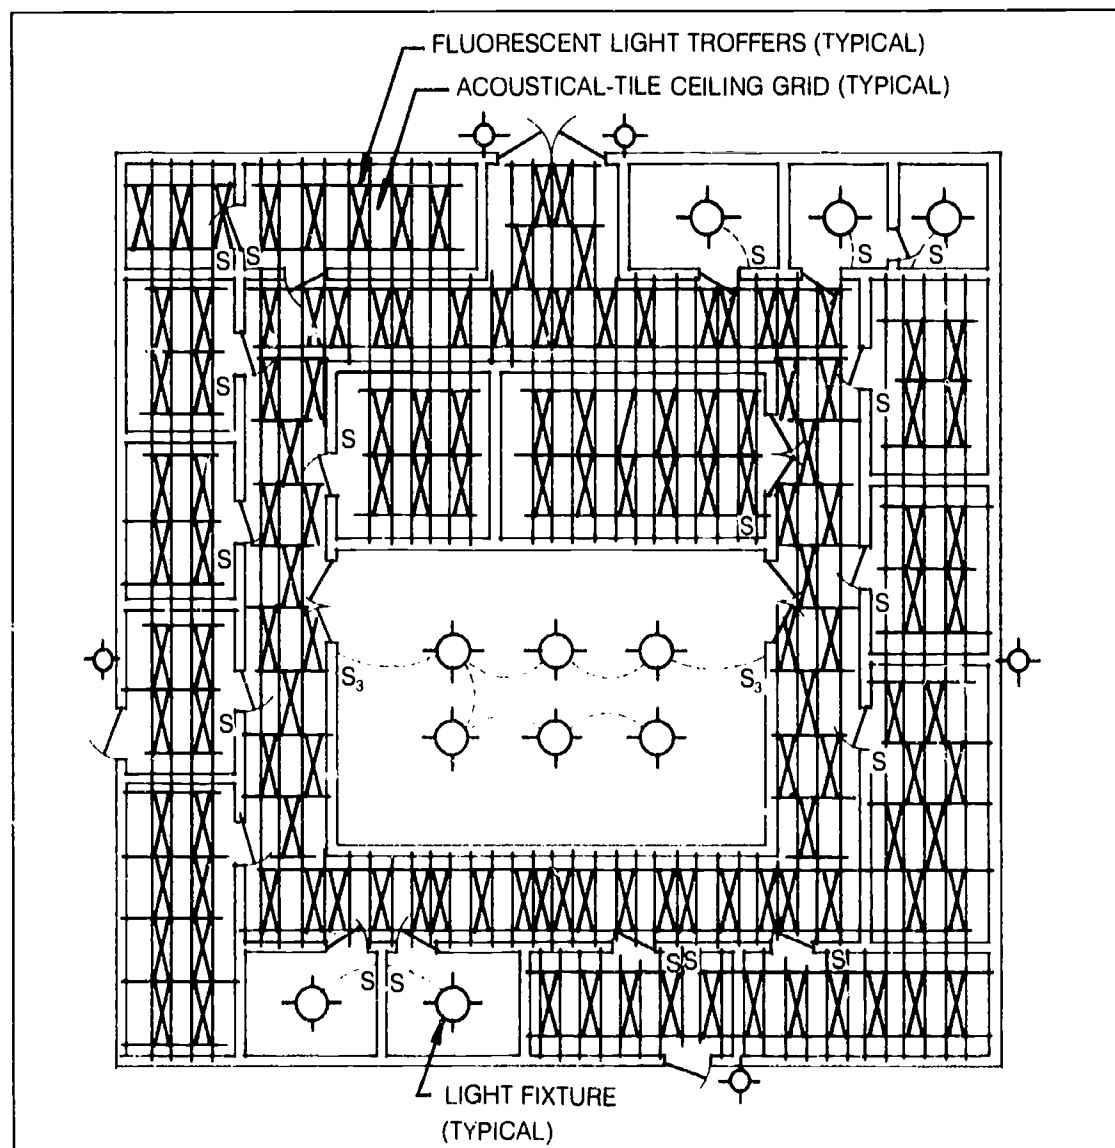 FLUORESCENT LIGHT TROFFERS (TYPICAL)
ACOUSTICAL-TILE CEILING GRID (TYPICAL)
S S S S S
S
S
S
S
S
S
S₃ S₃
S
S
S S S
S S
LIGHT FIXTURE
(TYPICAL)